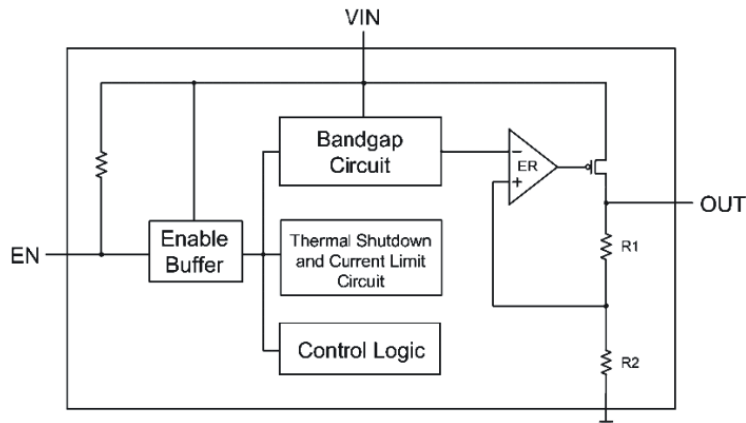 VIN
Bandgap
Circuit
−
ER
+
OUT
EN
Enable
Buffer
Thermal Shutdown
and Current Limit
Circuit
R1
Control Logic
R2